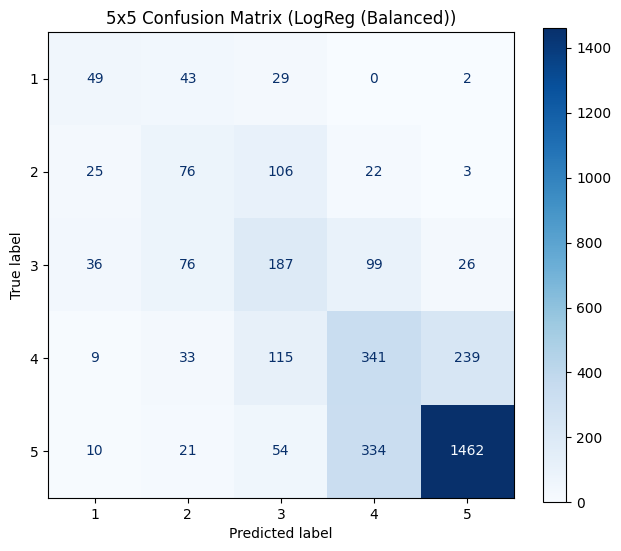 5x5 Confusion Matrix (LogReg (Balanced))
True label
1 49 43 29 0 2
2 25 76 106 22 3
3 36 76 187 99 26
4 9 33 115 341 239
5 10 21 54 334 1462
1 2 3 4 5
Predicted label
1400
1200
1000
800
600
400
200
0